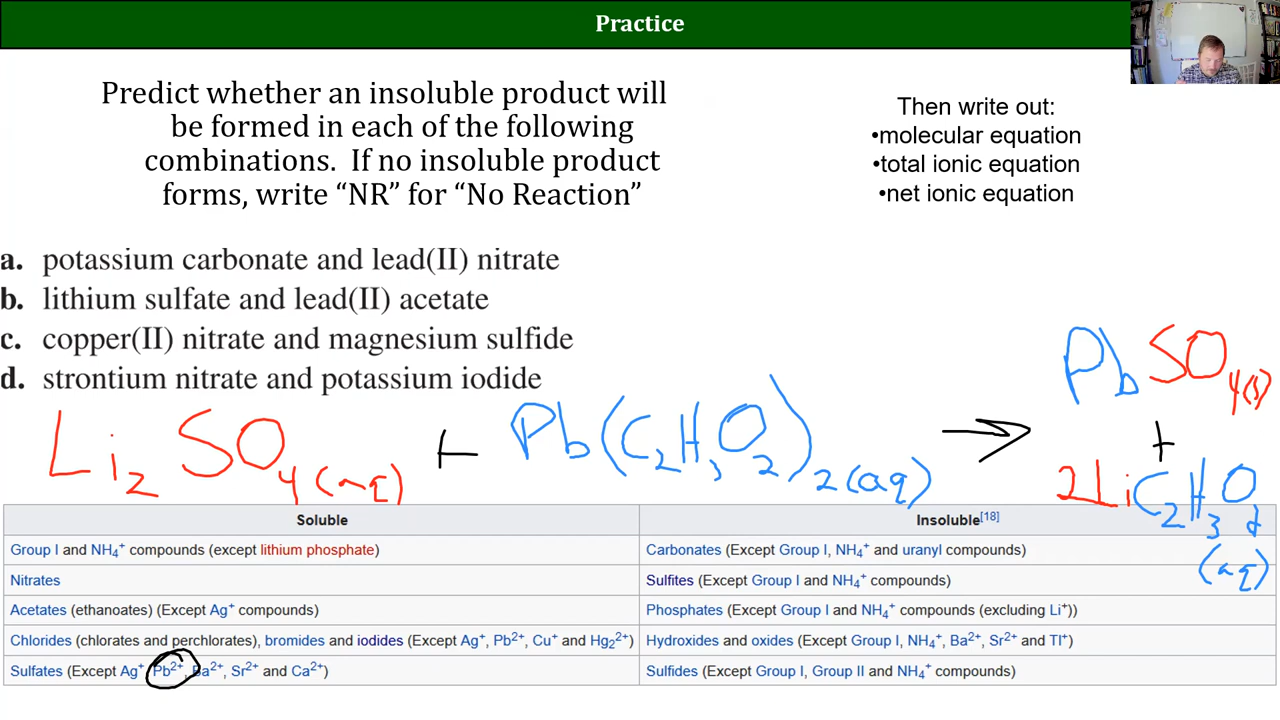 Practice
Predict whether an insoluble product will
be formed in each of the following
combinations. If no insoluble product
forms, write “NR” for “No Reaction”
Then write out:
•molecular equation
•total ionic equation
•net ionic equation
a. potassium carbonate and lead(II) nitrate
b. lithium sulfate and lead(II) acetate
c. copper(II) nitrate and magnesium sulfide
d. strontium nitrate and potassium iodide
Li₂SO₄(aq) + Pb(C₂H₃O₂)₂(aq) → PbSO₄(s)
+
2LiC₂H₃O₂
(aq)
Soluble Insoluble[18]
Group I and NH₄⁺ compounds (except lithium phosphate) Carbonates (Except Group I, NH₄⁺ and uranyl compounds)
Nitrates Sulfites (Except Group I and NH₄⁺ compounds)
Acetates (ethanoates) (Except Ag⁺ compounds) Phosphates (Except Group I and NH₄⁺ compounds (excluding Li⁺))
Chlorides (chlorates and perchlorates), bromides and iodides (Except Ag⁺, Pb²⁺, Cu⁺ and Hg₂²⁺) Hydroxides and oxides (Except Group I, NH₄⁺, Ba²⁺, Sr²⁺ and Tl⁺)
Sulfates (Except Ag⁺, Pb²⁺, Ba²⁺, Sr²⁺ and Ca²⁺) Sulfides (Except Group I, Group II and NH₄⁺ compounds)